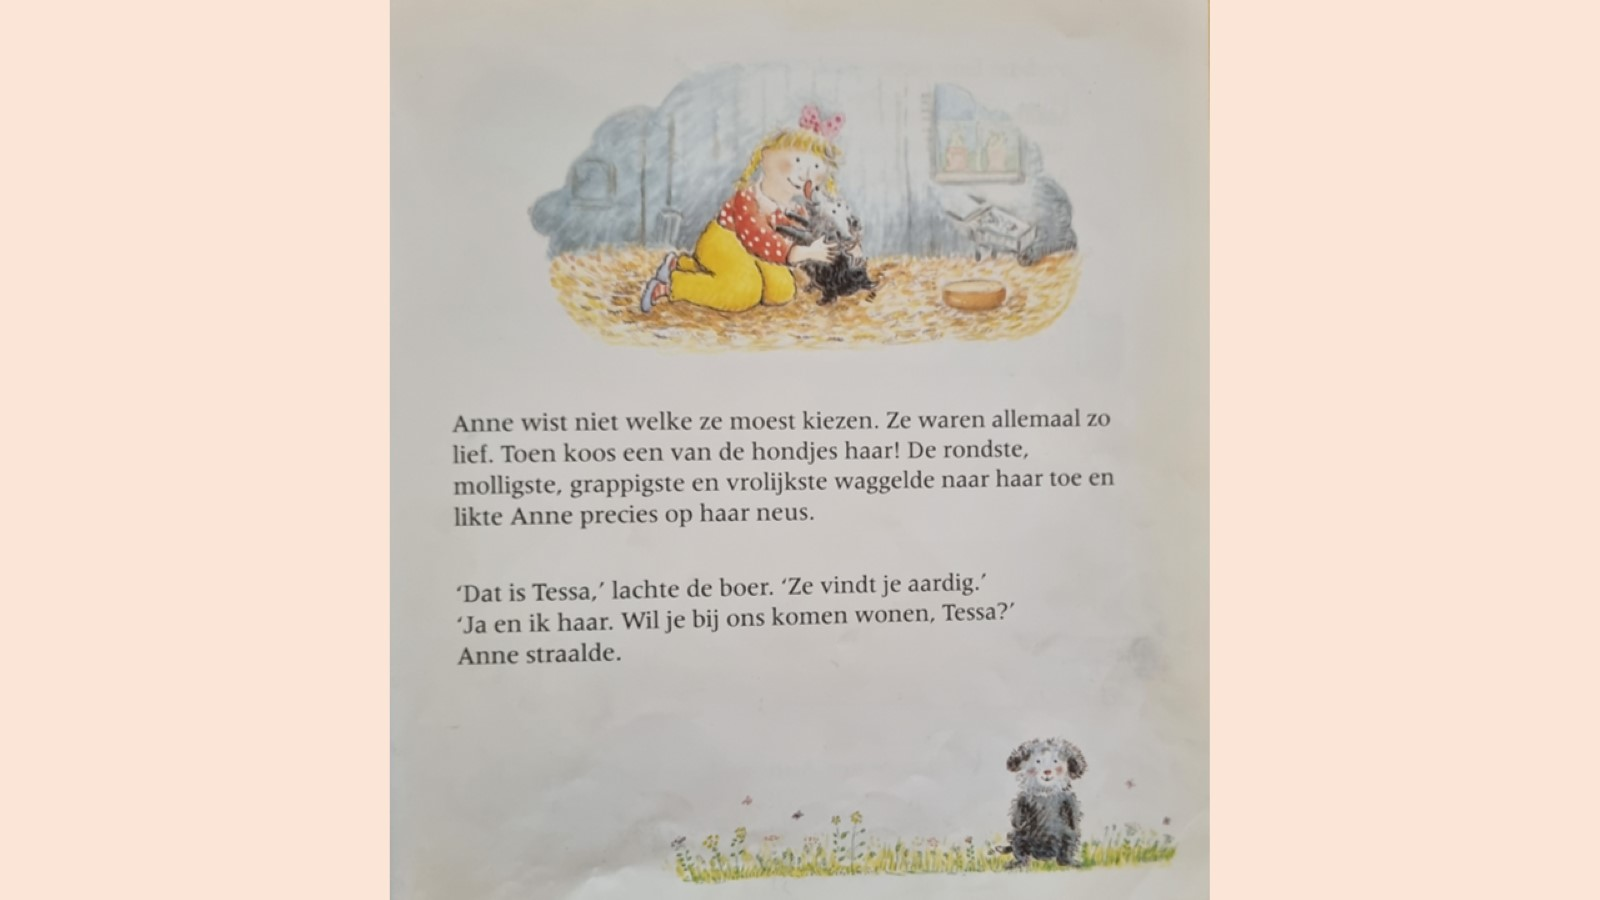 Anne wist niet welke ze moest kiezen. Ze waren allemaal zo
lief. Toen koos een van de hondjes haar! De rondste,
molligste, grappigste en vrolijkste waggelde naar haar toe en
likte Anne precies op haar neus.
‘Dat is Tessa,’ lachte de boer. ‘Ze vindt je aardig.’
‘Ja en ik haar. Wil je bij ons komen wonen, Tessa?’
Anne straalde.